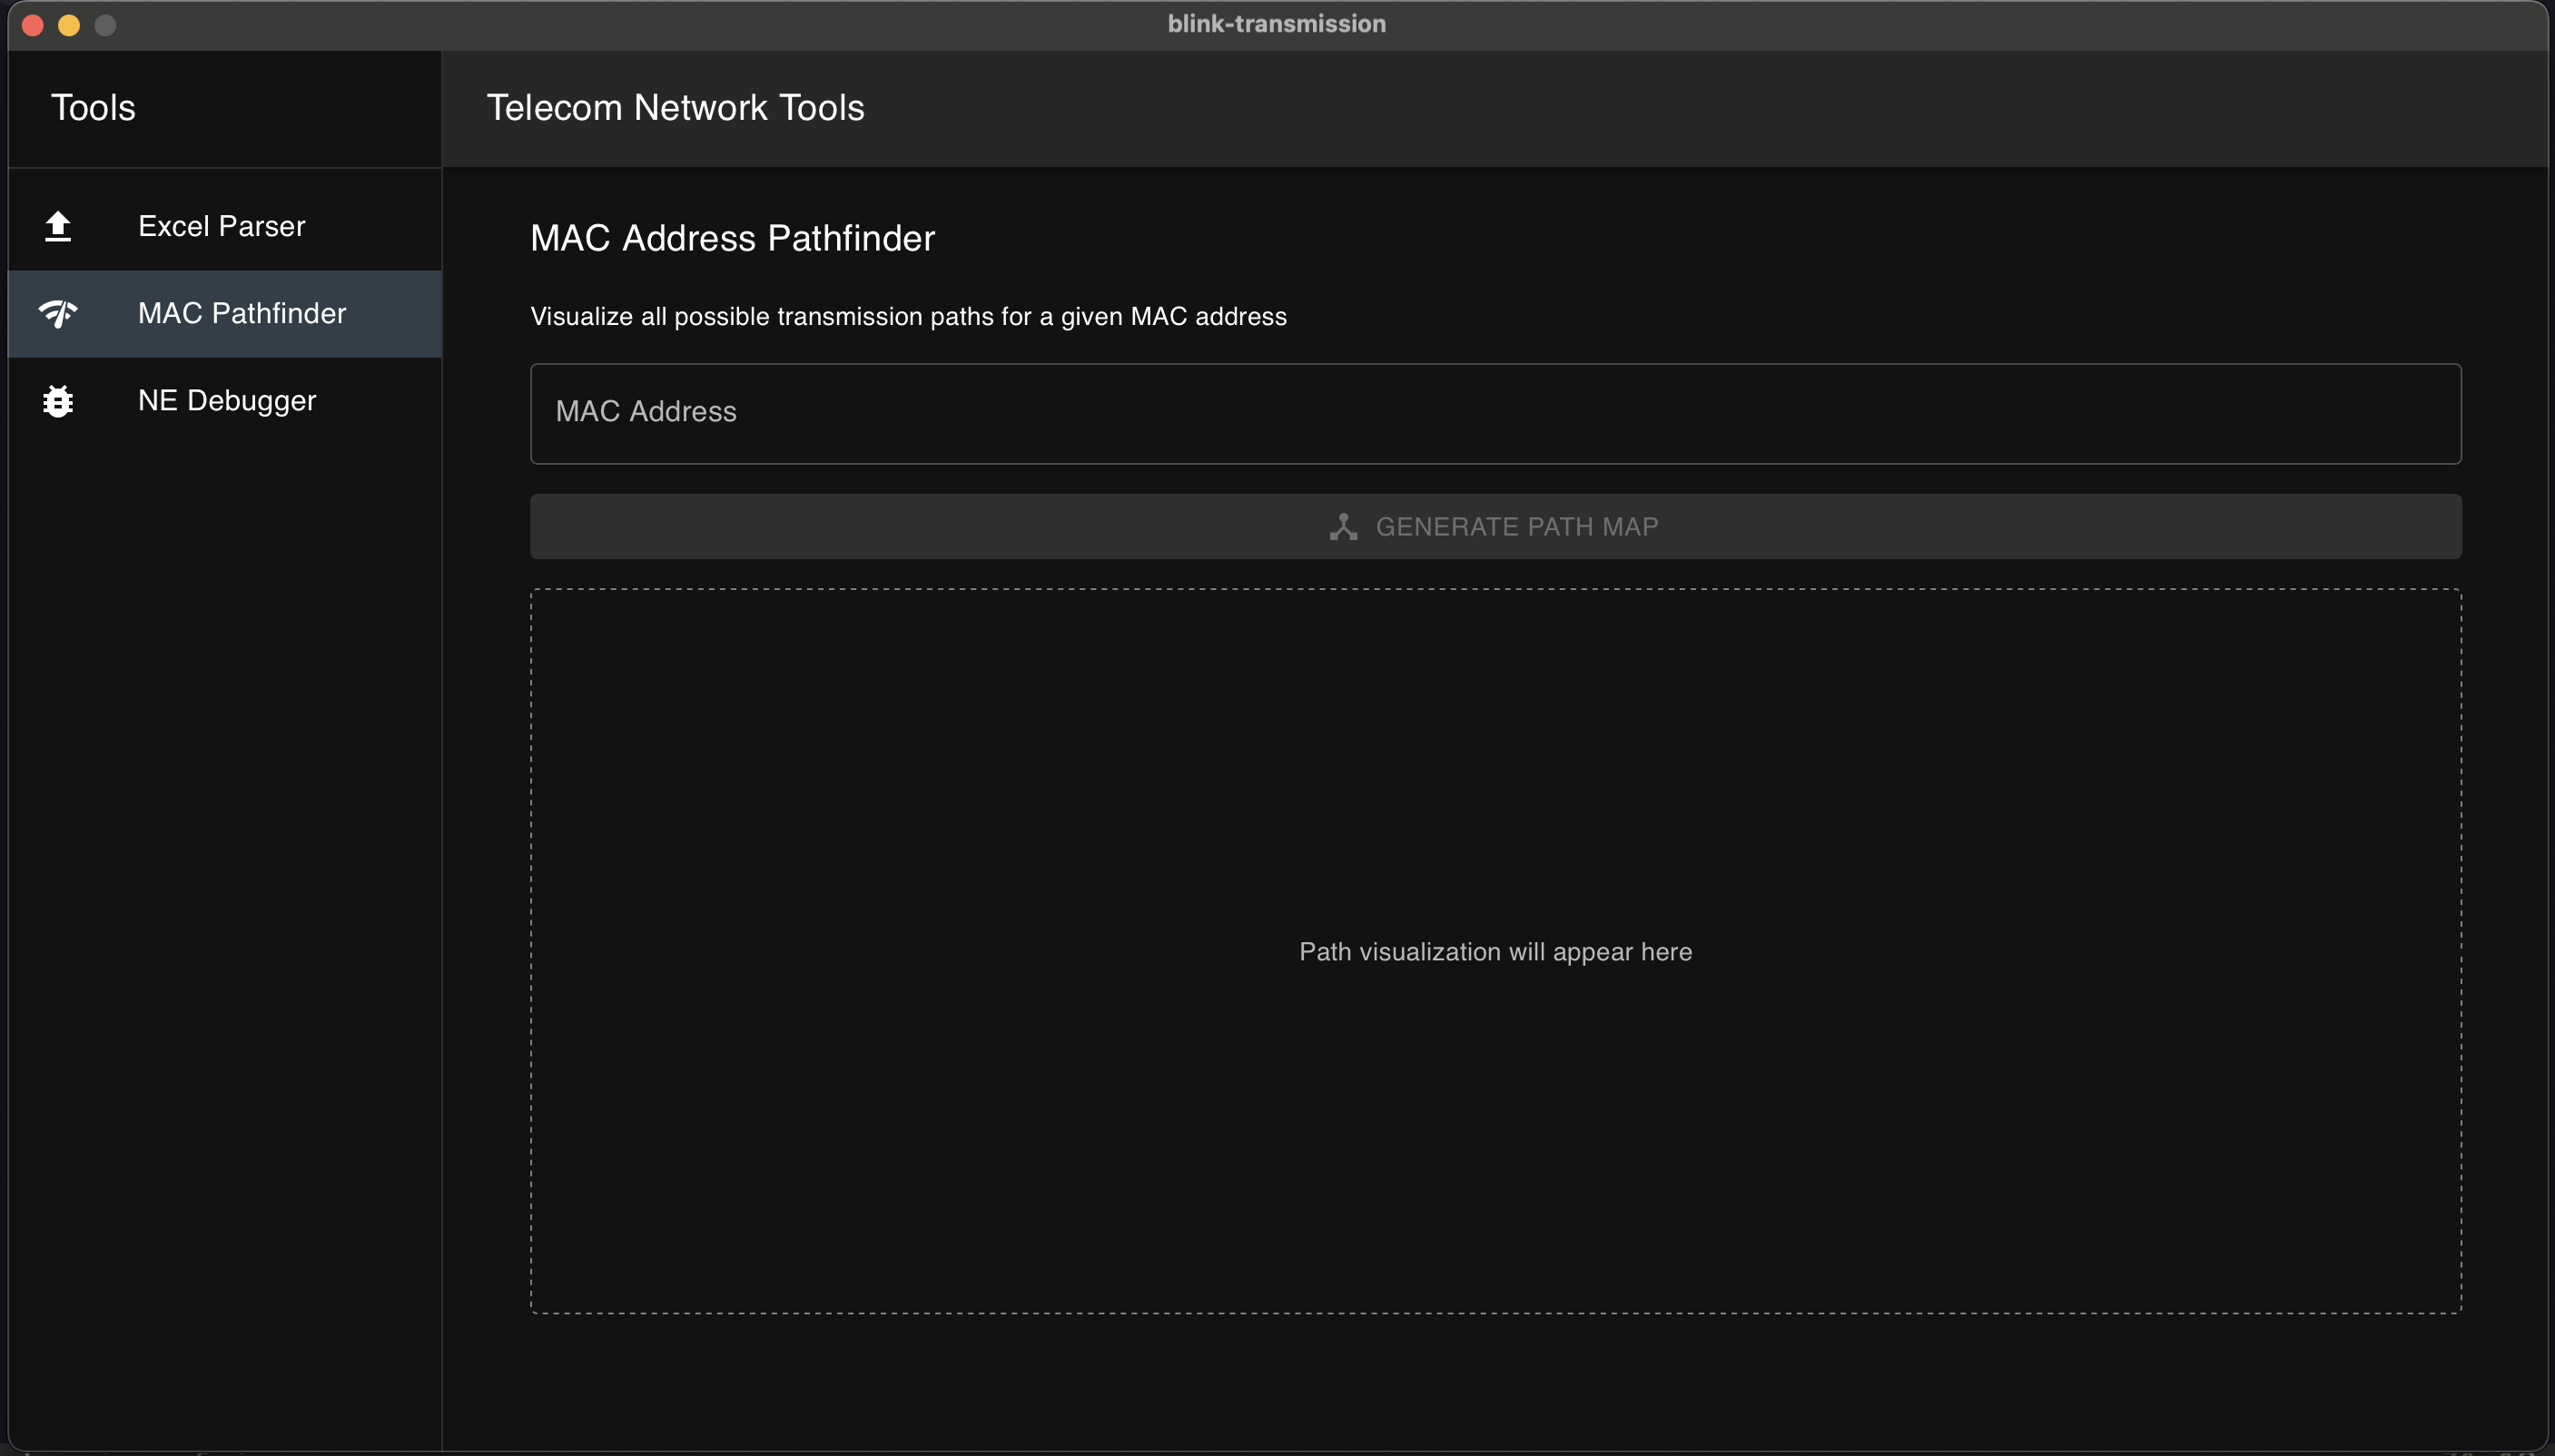 blink-transmission
Tools
Telecom Network Tools
Excel Parser
MAC Pathfinder
NE Debugger
MAC Address Pathfinder
Visualize all possible transmission paths for a given MAC address
MAC Address
GENERATE PATH MAP
Path visualization will appear here